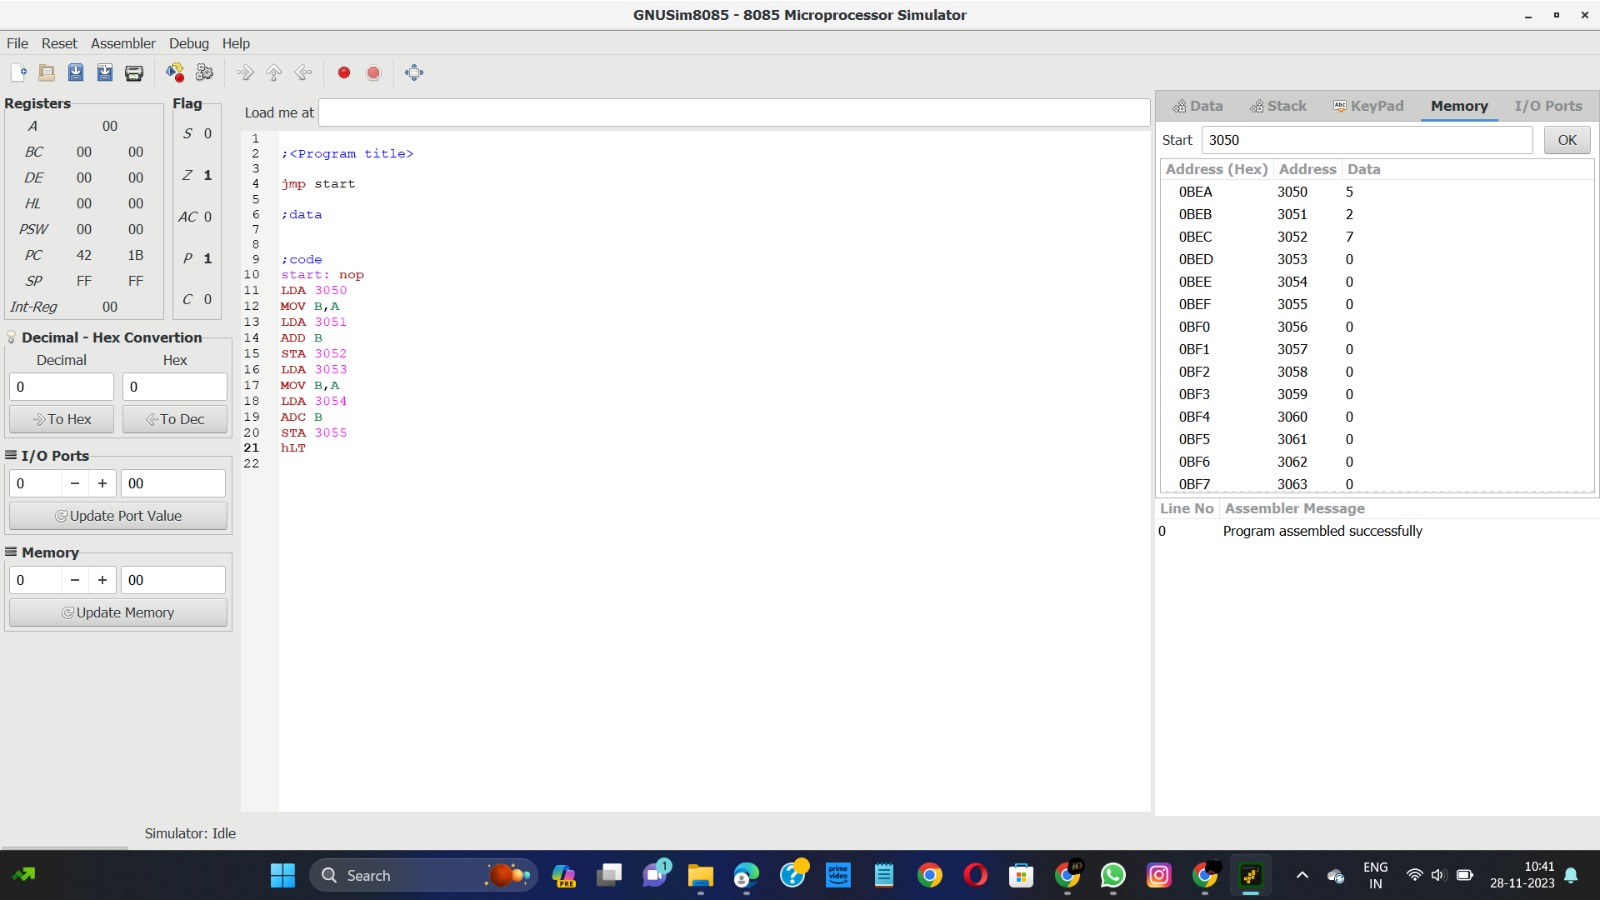 GNUSim8085 - 8085 Microprocessor Simulator
File Reset Assembler Debug Help
Registers
A 00
BC 00 00
DE 00 00
HL 00 00
PSW 00 00
PC 42 1B
SP FF FF
Int-Reg 00
Flag
S 0
Z 1
AC 0
P 1
C 0
Decimal - Hex Convertion
Decimal Hex
0 0
To Hex To Dec
I/O Ports
0 - + 00
Update Port Value
Memory
0 - + 00
Update Memory
Load me at
1
2 ;<Program title>
3
4 jmp start
5
6 ;data
7
8
9 ;code
10 start: nop
11 LDA 3050
12 MOV B,A
13 LDA 3051
14 ADD B
15 STA 3052
16 LDA 3053
17 MOV B,A
18 LDA 3054
19 ADC B
20 STA 3055
21 hLT
22
Data Stack Abc KeyPad Memory I/O Ports
Start 3050 OK
Address (Hex) Address Data
0BEA 3050 5
0BEB 3051 2
0BEC 3052 7
0BED 3053 0
0BEE 3054 0
0BEF 3055 0
0BF0 3056 0
0BF1 3057 0
0BF2 3058 0
0BF3 3059 0
0BF4 3060 0
0BF5 3061 0
0BF6 3062 0
0BF7 3063 0
Line No Assembler Message
0 Program assembled successfully
Simulator: Idle
Search
PRE
1
prime video
ENG
IN
10:41
28-11-2023